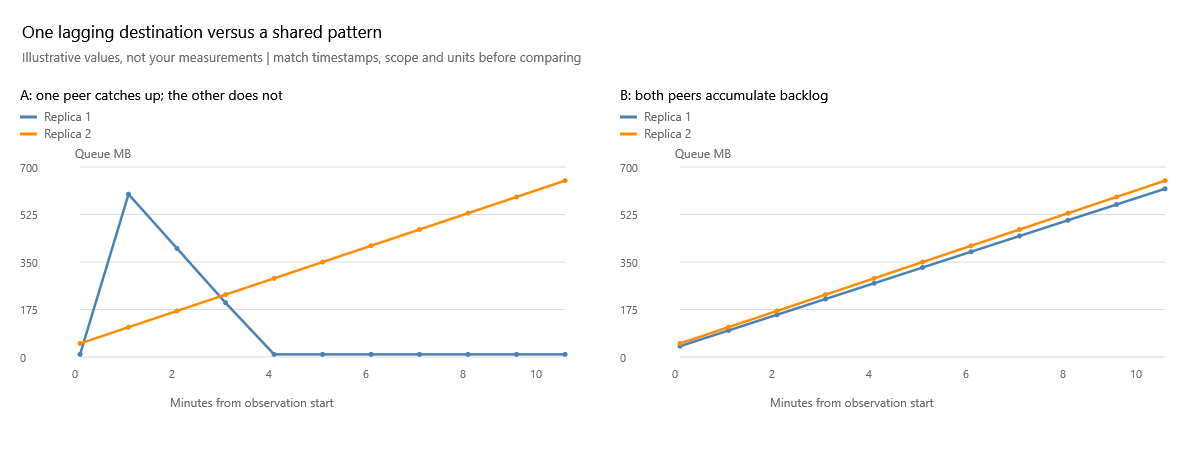 One lagging destination versus a shared pattern
Illustrative values, not your measurements | match timestamps, scope and units before comparing
A: one peer catches up; the other does not
Replica 1
Replica 2
Queue MB
700
525
350
175
0
0 2 4 6 8 10
Minutes from observation start
B: both peers accumulate backlog
Replica 1
Replica 2
Queue MB
700
525
350
175
0
0 2 4 6 8 10
Minutes from observation start